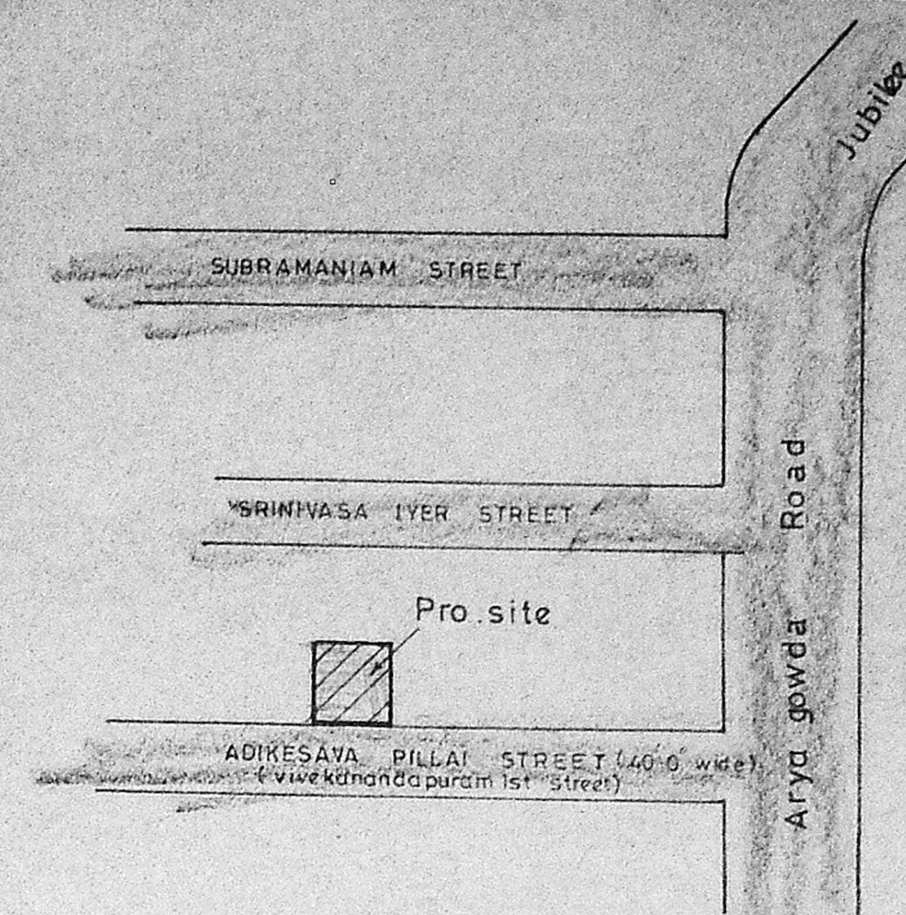 Jubilee
SUBRAMANIAM STREET
SRINIVASA IYER STREET
Arya gowda Road
Pro.site
ADIKESAVA PILLAI STREET (40'0" wide)
(vivekanandapuram 1st street)